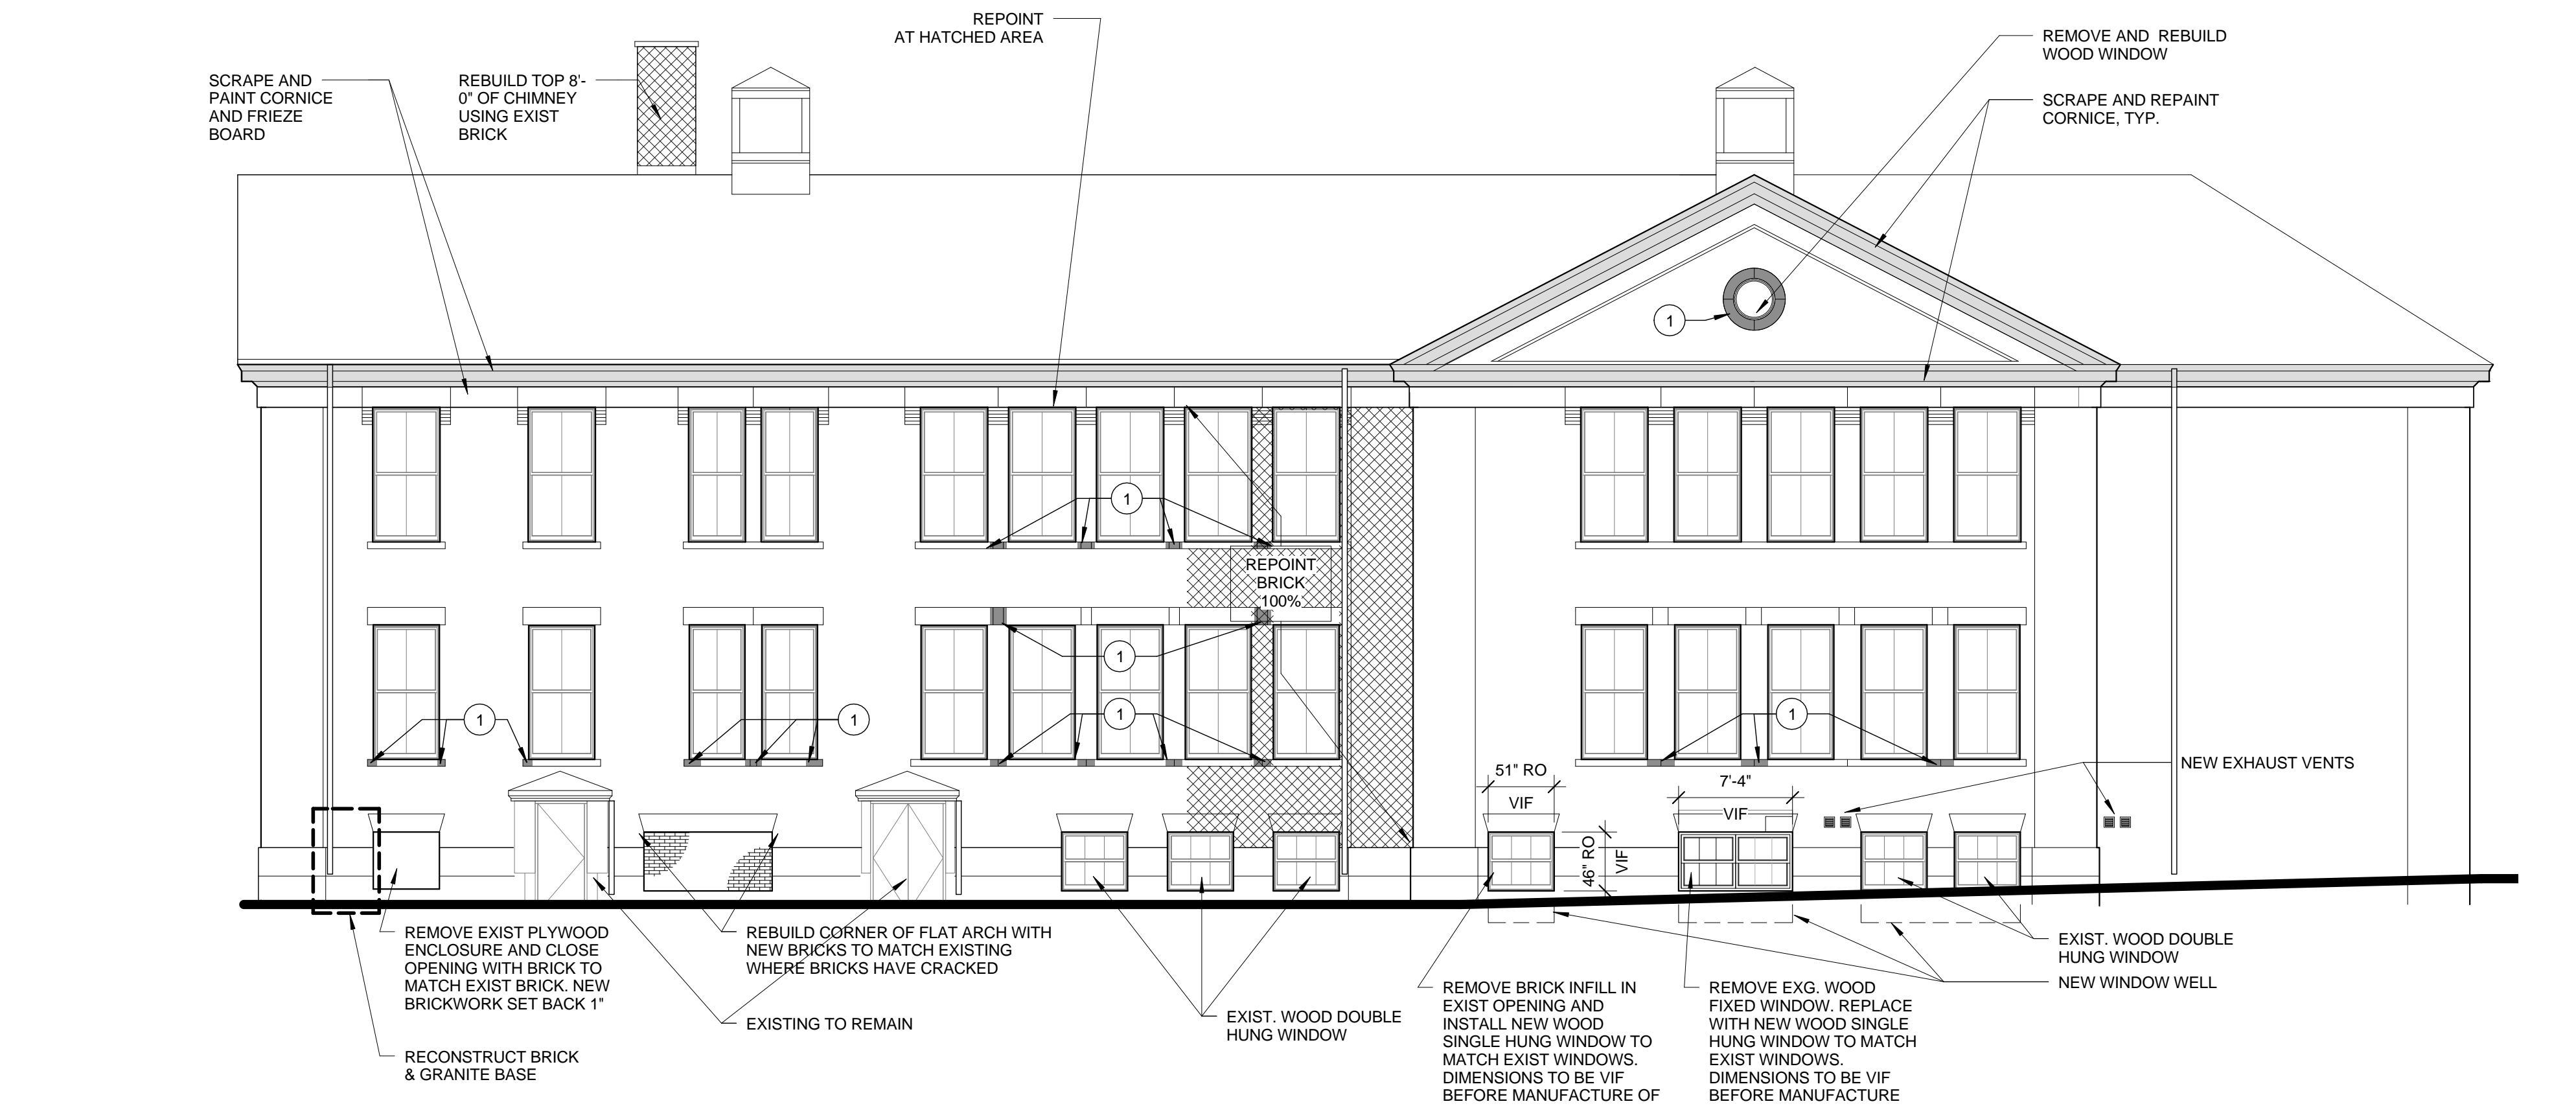 REPOINT
AT HATCHED AREA
REMOVE AND REBUILD
WOOD WINDOW
SCRAPE AND
PAINT CORNICE
AND FRIEZE
BOARD
REBUILD TOP 8'-
0" OF CHIMNEY
USING EXIST
BRICK
SCRAPE AND REPAINT
CORNICE, TYP.
1
1
REPOINT
BRICK
100%
1
1
1
1
1
51" RO
VIF
7'-4"
VIF
NEW EXHAUST VENTS
46" RO
VIF
REMOVE EXIST PLYWOOD
ENCLOSURE AND CLOSE
OPENING WITH BRICK TO
MATCH EXIST BRICK. NEW
BRICKWORK SET BACK 1"
REBUILD CORNER OF FLAT ARCH WITH
NEW BRICKS TO MATCH EXISTING
WHERE BRICKS HAVE CRACKED
EXISTING TO REMAIN
RECONSTRUCT BRICK
& GRANITE BASE
EXIST. WOOD DOUBLE
HUNG WINDOW
REMOVE BRICK INFILL IN
EXIST OPENING AND
INSTALL NEW WOOD
SINGLE HUNG WINDOW TO
MATCH EXIST WINDOWS.
DIMENSIONS TO BE VIF
BEFORE MANUFACTURE OF
REMOVE EXG. WOOD
FIXED WINDOW. REPLACE
WITH NEW WOOD SINGLE
HUNG WINDOW TO MATCH
EXIST WINDOWS.
DIMENSIONS TO BE VIF
BEFORE MANUFACTURE
EXIST. WOOD DOUBLE
HUNG WINDOW
NEW WINDOW WELL